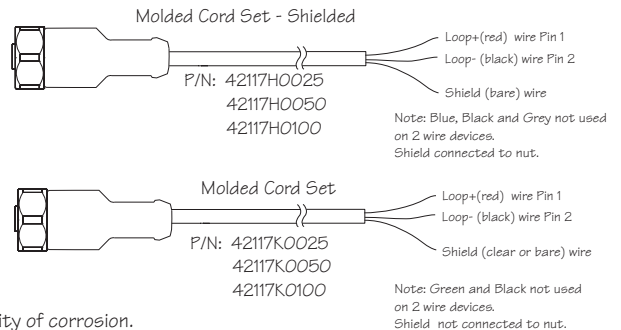 Molded Cord Set - Shielded
Loop+(red) wire Pin 1
Loop- (black) wire Pin 2
P/N: 42117H0025
42117H0050
42117H0100
Shield (bare) wire
Note: Blue, Black and Grey not used
on 2 wire devices.
Shield connected to nut.
Molded Cord Set
Loop+(red) wire Pin 1
Loop- (black) wire Pin 2
P/N: 42117K0025
42117K0050
42117K0100
Shield (clear or bare) wire
Note: Green and Black not used
on 2 wire devices.
Shield not connected to nut.
of corrosion.